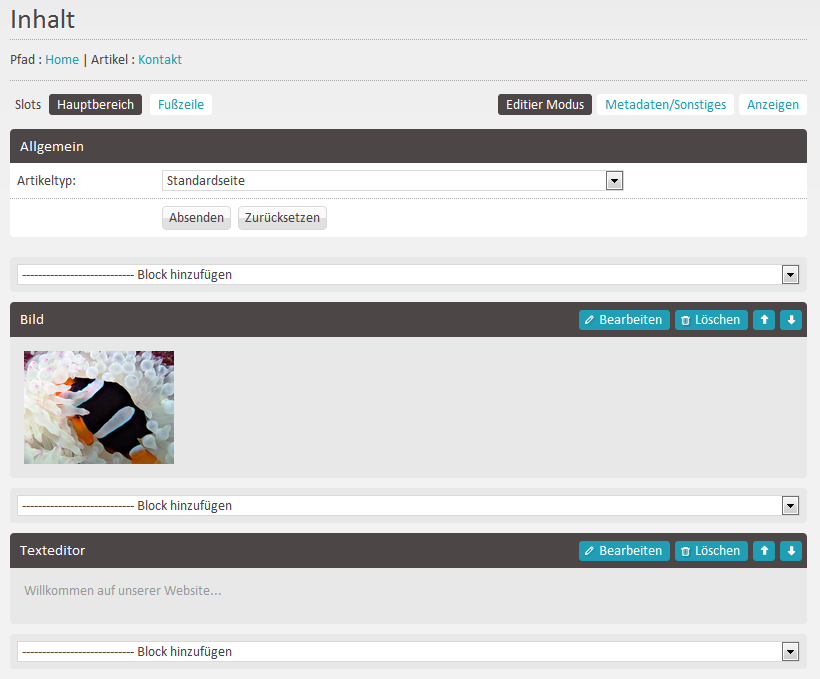 Inhalt
Pfad : Home | Artikel : Kontakt
Slots Hauptbereich Fußzeile Editier Modus Metadaten/Sonstiges Anzeigen
Allgemein
Artikeltyp: Standardseite
Absenden Zurücksetzen
---------------------------- Block hinzufügen
Bild Bearbeiten Löschen
---------------------------- Block hinzufügen
Texteditor Bearbeiten Löschen
Willkommen auf unserer Website...
---------------------------- Block hinzufügen